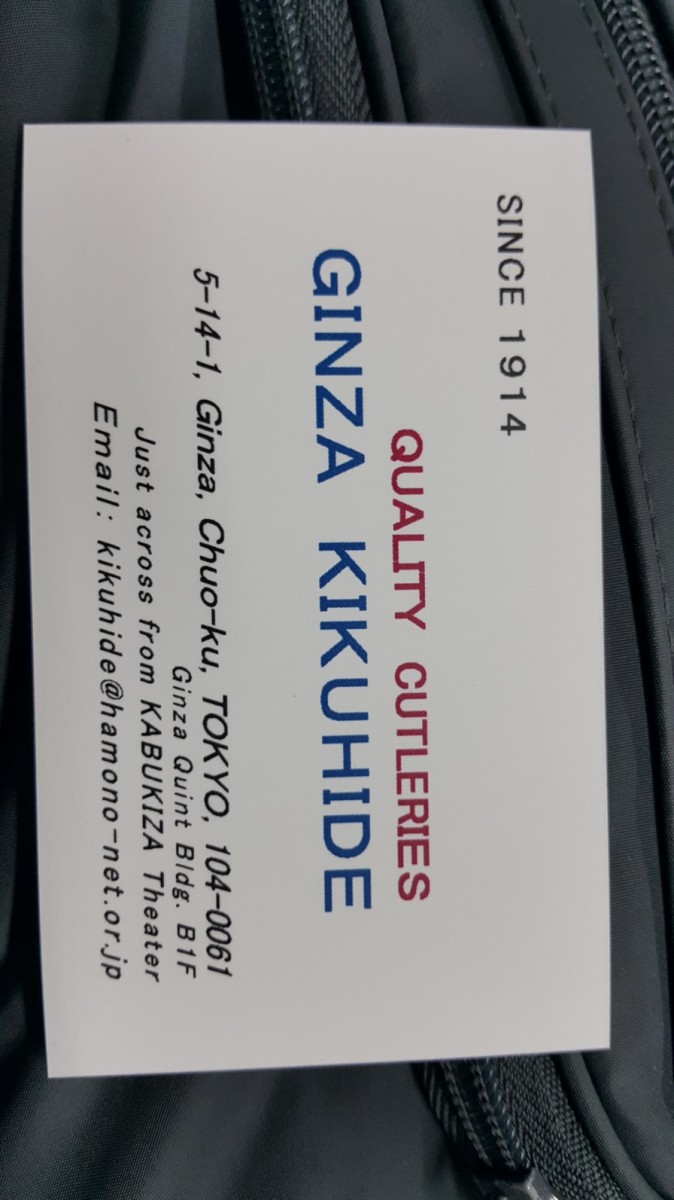 SINCE 1914
QUALITY CUTLERIES
GINZA KIKUHIDE
5-14-1, Ginza, Chuo-ku, TOKYO, 104-0061
Ginza Quint Bldg. B1F
Just across from KABUKIZA Theater
Email: kikuhide@hamono-net.or.jp